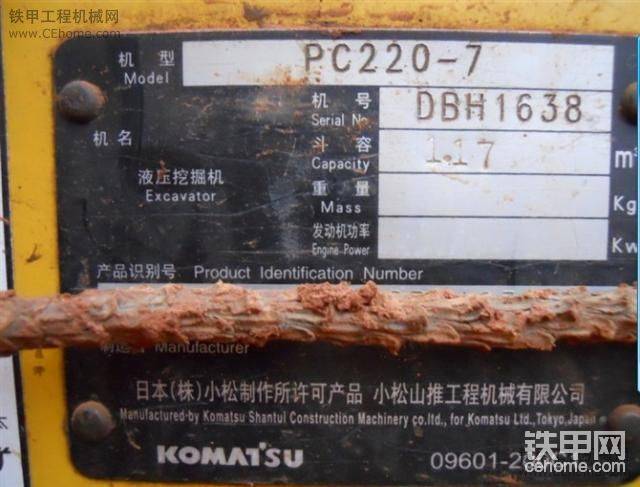 铁甲工程机械网
www.CEhome.com
机 型 PC220-7
Model
机 号 DBH1638
Serial No.
机 名
斗 容 1.17 m³
Capacity
液压挖掘机
Excavator
重 量 Kg
Mass
发动机功率 Kw
Engine Power
产品识别号 Product Identification Number
Manufacturer
日本(株)小松制作所许可产品 小松山推工程机械有限公司
Manufactured by Komatsu Shantui Construction Machinery co.ltd., for Komatsu Ltd.,Tokyo,Japan
KOMATSU
铁甲网
cehome.com
本